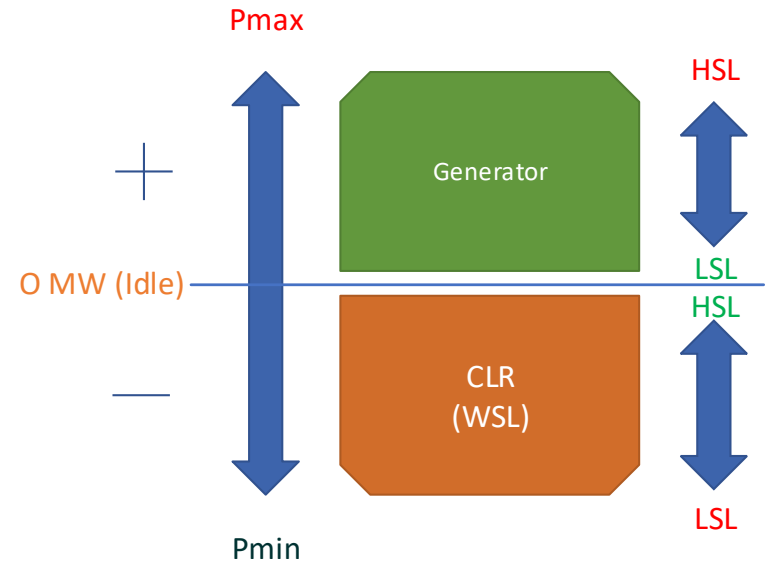 Pmax
HSL
+
Generator
LSL
O MW (Idle)
HSL
—
CLR
(WSL)
LSL
Pmin